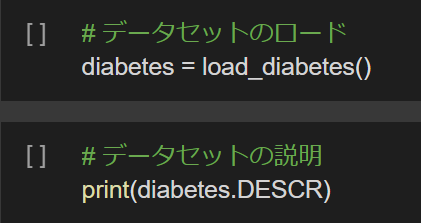 [ ] # データセットのロード
diabetes = load_diabetes()
[ ] # データセットの説明
print(diabetes.DESCR)